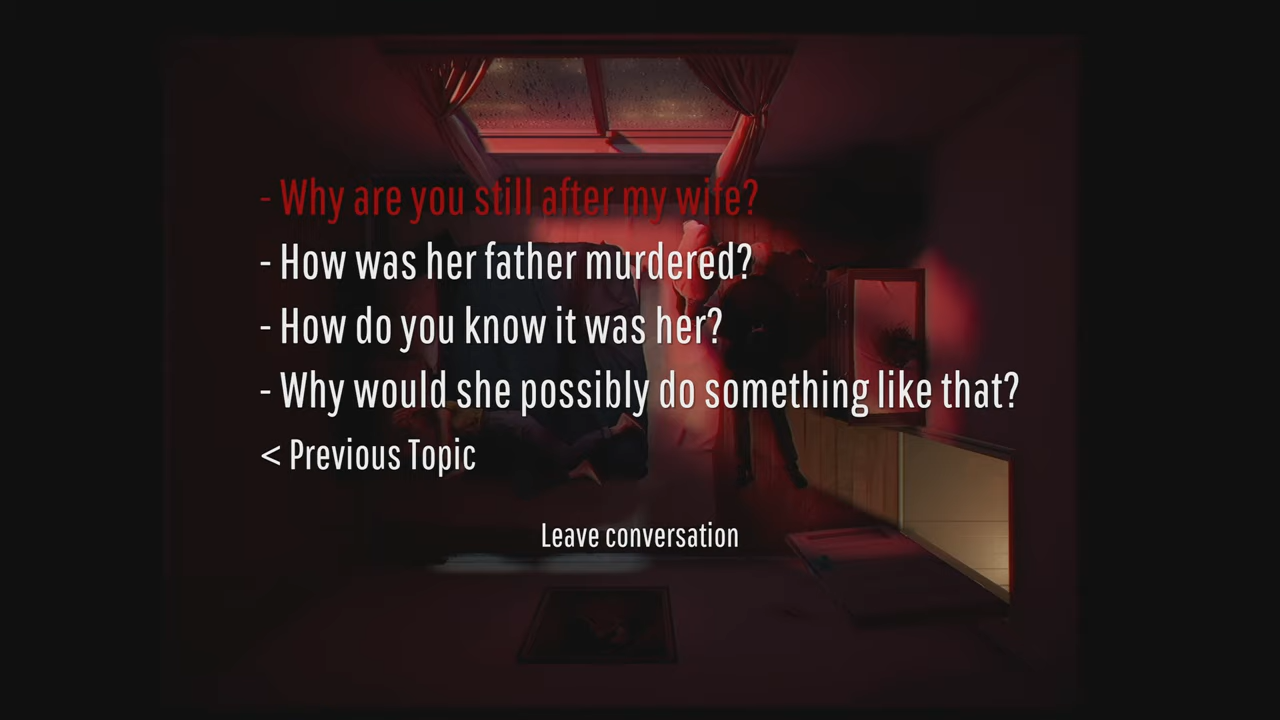 - Why are you still after my wife?
- How was her father murdered?
- How do you know it was her?
- Why would she possibly do something like that?
< Previous Topic
Leave conversation